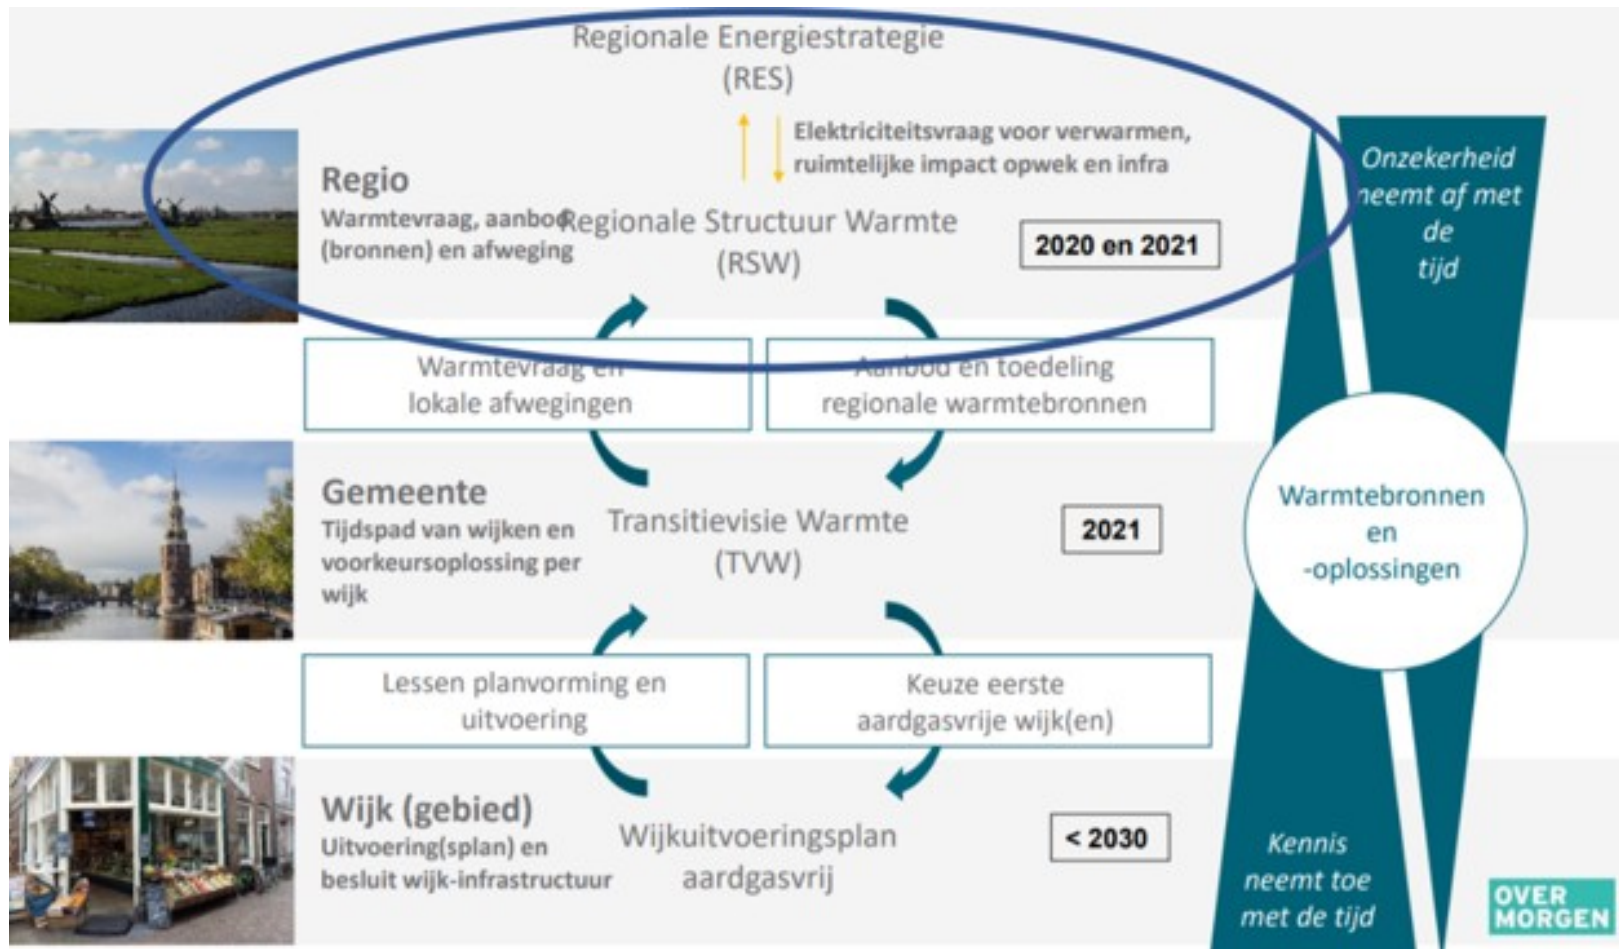 Regionale Energiestrategie
(RES)
Elektriciteitsvraag voor verwarmen,
ruimtelijke impact opwek en infra
Regio
Warmtevraag, aanbod
(bronnen) en afweging
Regionale Structuur Warmte
(RSW)
2020 en 2021
Onzekerheid
neemt af met
de
tijd
Warmtevraag en
lokale afwegingen
Aanbod en toedeling
regionale warmtebronnen
Gemeente
Tijdspad van wijken en
voorkeursoplossing per
wijk
Transitievisie Warmte
(TVW)
2021
Warmtebronnen
en
-oplossingen
Lessen planvorming en
uitvoering
Keuze eerste
aardgasvrije wijk(en)
Wijk (gebied)
Uitvoering(splan) en
besluit wijk-infrastructuur
Wijkuitvoeringsplan
aardgasvrij
< 2030
Kennis
neemt toe
met de tijd
OVER
MORGEN